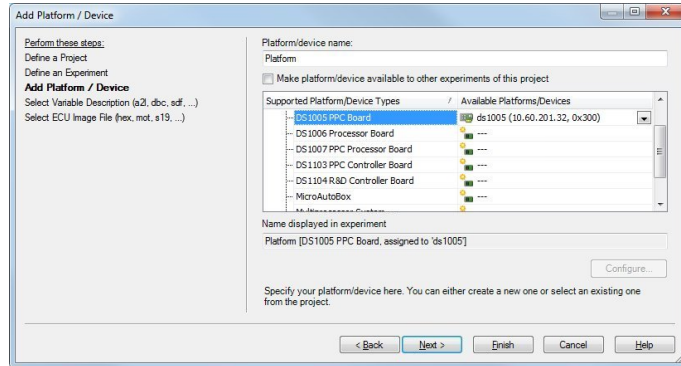 Add Platform / Device
Perform these steps:
Define a Project
Define an Experiment
Add Platform / Device
Select Variable Description (a2l, dbc, sdf, ...)
Select ECU Image File (hex, mot, s19, ...)
Platform/device name:
Platform
Make platform/device available to other experiments of this project
Supported Platform/Device Types / Available Platforms/Devices
DS1005 PPC Board ds1005 (10.60.201.32, 0x300)
DS1006 Processor Board ---
DS1007 PPC Processor Board ---
DS1103 PPC Controller Board ---
DS1104 R&D Controller Board ---
MicroAutoBox ---
Name displayed in experiment
Platform [DS1005 PPC Board, assigned to 'ds1005']
Configure...
Specify your platform/device here. You can either create a new one or select an existing one
from the project.
< Back Next > Finish Cancel Help